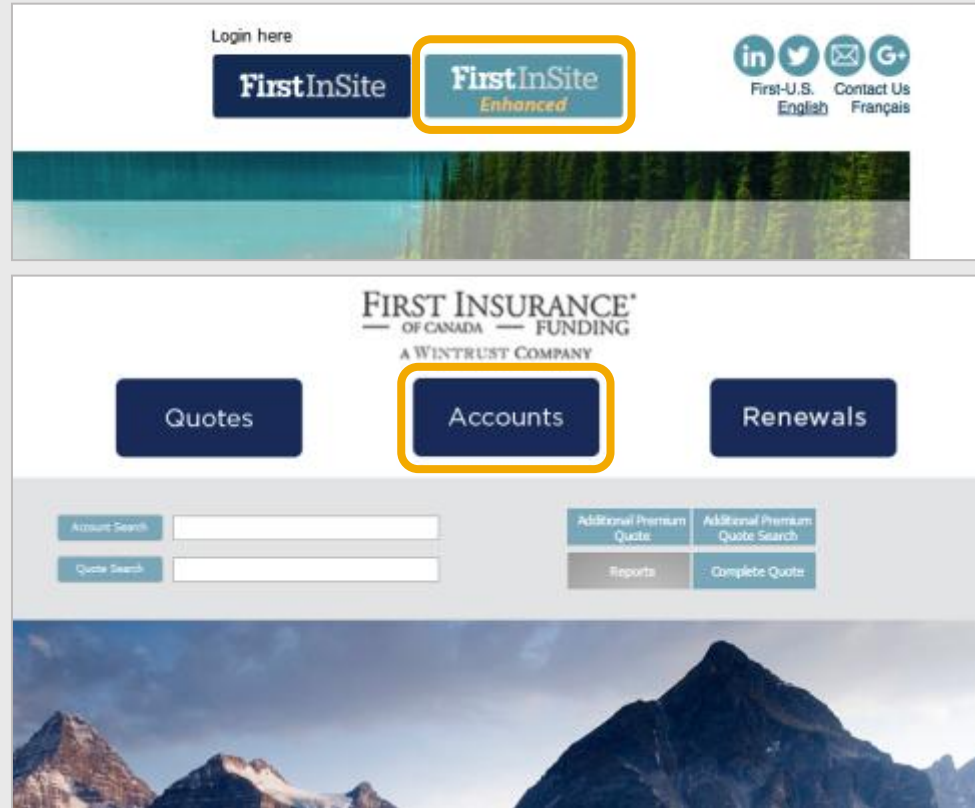 Login here
FirstInSite
FirstInSite
Enhanced
in G+
First-U.S. Contact Us
English Français
FIRST INSURANCE®
OF CANADA FUNDING
A WINTRUST COMPANY
Quotes Accounts Renewals
Account Search
Additional Premium Quote
Additional Premium Quote Search
Quote Search
Reports
Complete Quote